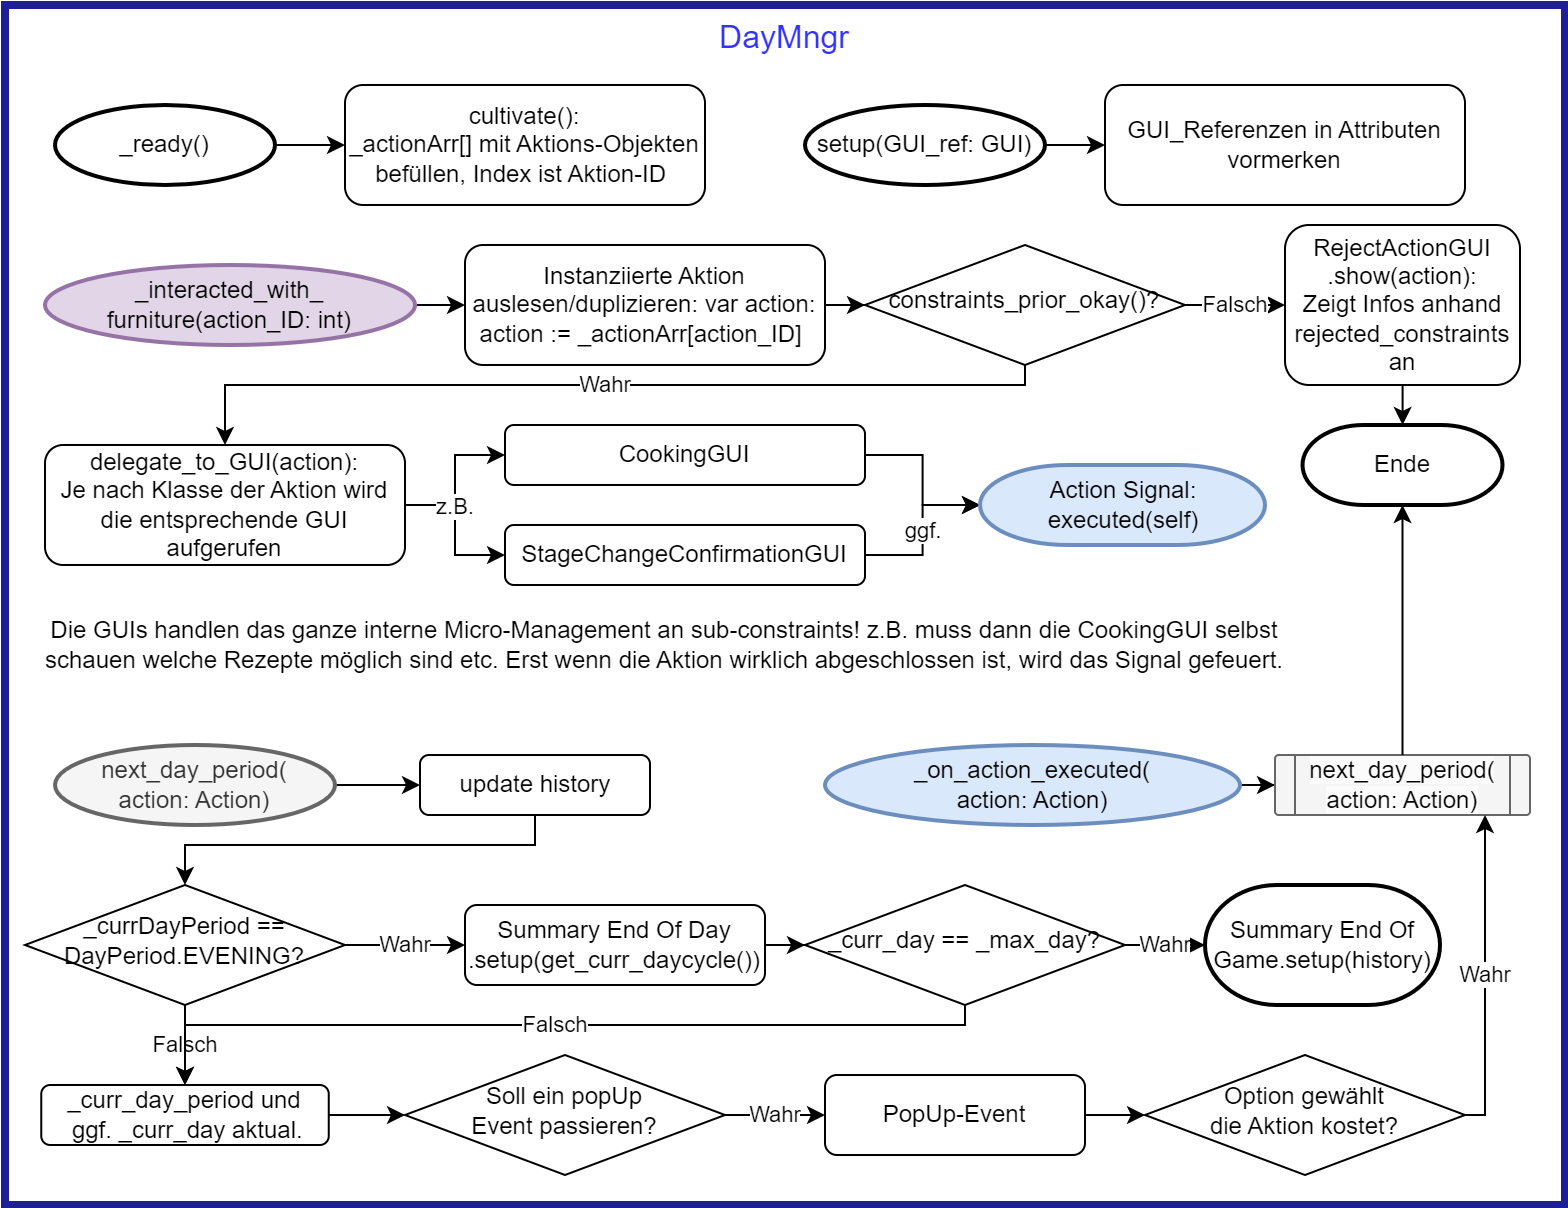 DayMngr
_ready()
cultivate():
_actionArr[] mit Aktions-Objekten
befüllen, Index ist Aktion-ID
setup(GUI_ref: GUI)
GUI_Referenzen in Attributen
vormerken
_interacted_with_
furniture(action_ID: int)
Instanziierte Aktion
auslesen/duplizieren: var action:
action := _actionArr[action_ID]
constraints_prior_okay()?
Falsch
RejectActionGUI
.show(action):
Zeigt Infos anhand
rejected_constraints
an
Wahr
delegate_to_GUI(action):
Je nach Klasse der Aktion wird
die entsprechende GUI
aufgerufen
z.B.
CookingGUI
StageChangeConfirmationGUI
ggf.
Action Signal:
executed(self)
Ende
Die GUIs handlen das ganze interne Micro-Management an sub-constraints! z.B. muss dann die CookingGUI selbst
schauen welche Rezepte möglich sind etc. Erst wenn die Aktion wirklich abgeschlossen ist, wird das Signal gefeuert.
next_day_period(
action: Action)
update history
_on_action_executed(
action: Action)
next_day_period(
action: Action)
_currDayPeriod ==
DayPeriod.EVENING?
Wahr
Summary End Of Day
.setup(get_curr_daycycle())
_curr_day == _max_day?
Wahr
Summary End Of
Game.setup(history)
Wahr
Falsch
Falsch
_curr_day_period und
ggf. _curr_day aktual.
Soll ein popUp
Event passieren?
Wahr
PopUp-Event
Option gewählt
die Aktion kostet?